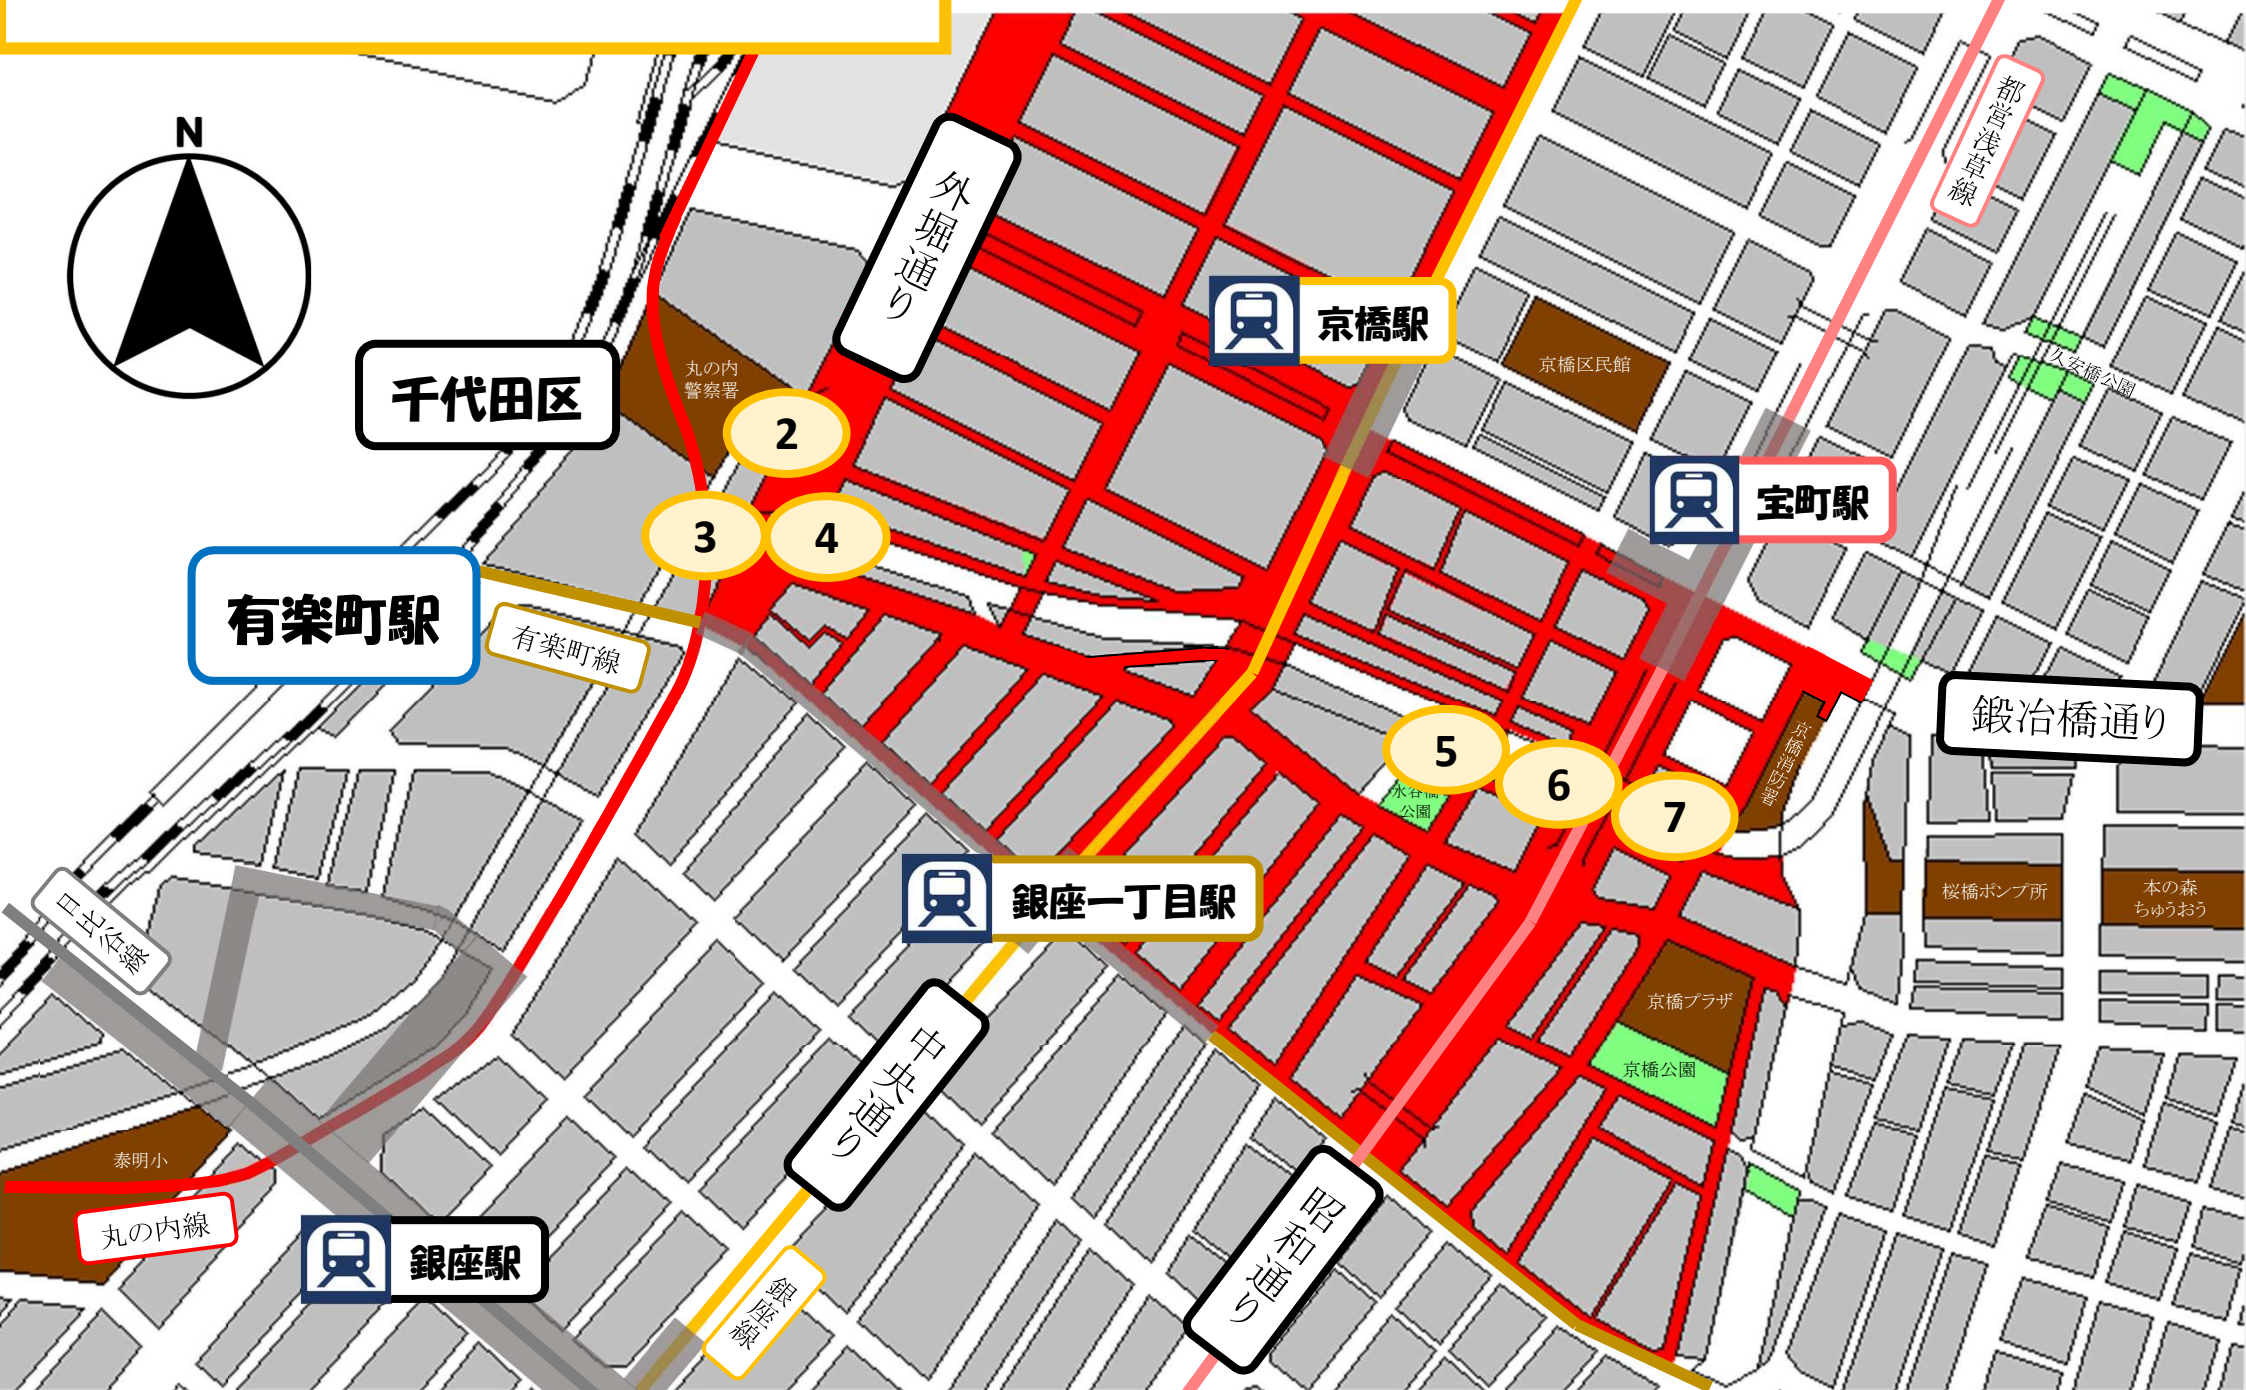 N
都営浅草線
外堀通り
京橋駅
丸の内
警察署
京橋区民館
久安橋公園
千代田区
2
宝町駅
3
4
有楽町駅
有楽町線
鍛冶橋通り
京橋消防署
5
6
7
水谷橋
公園
銀座一丁目駅
桜橋ポンプ所
本の森
ちゅうおう
日比谷線
京橋プラザ
中央通り
京橋公園
泰明小
丸の内線
銀座駅
昭和通り
銀座線